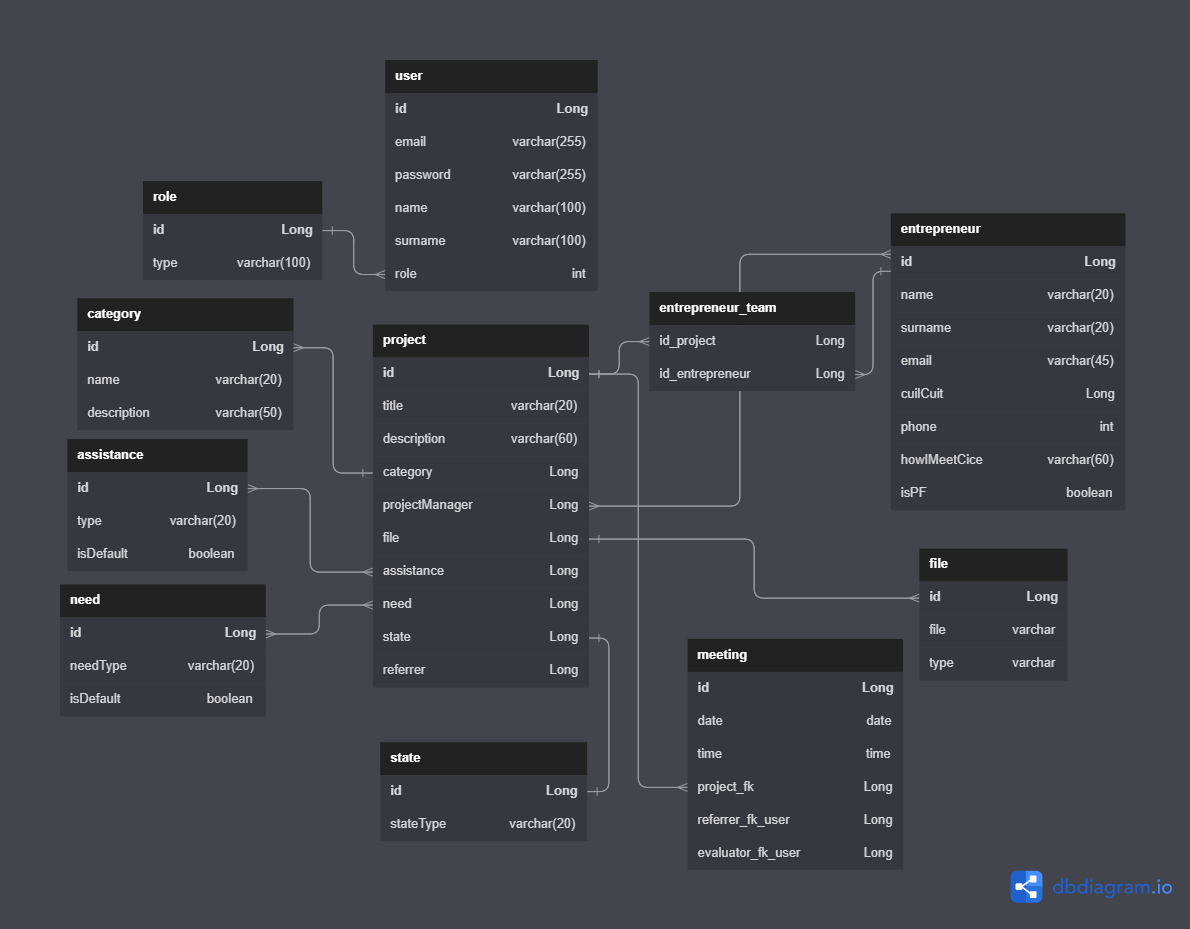 user
id Long
email varchar(255)
password varchar(255)
name varchar(100)
surname varchar(100)
role int
role
id Long
type varchar(100)
entrepreneur
id Long
name varchar(20)
surname varchar(20)
email varchar(45)
cuilCuit Long
phone int
howIMeetCice varchar(60)
isPF boolean
category
id Long
name varchar(20)
description varchar(50)
entrepreneur_team
id_project Long
id_entrepreneur Long
project
id Long
title varchar(20)
description varchar(60)
category Long
projectManager Long
file Long
assistance Long
need Long
state Long
referrer Long
assistance
id Long
type varchar(20)
isDefault boolean
need
id Long
needType varchar(20)
isDefault boolean
file
id Long
file varchar
type varchar
meeting
id Long
date date
time time
project_fk Long
referrer_fk_user Long
evaluator_fk_user Long
state
id Long
stateType varchar(20)
dbdiagram.io